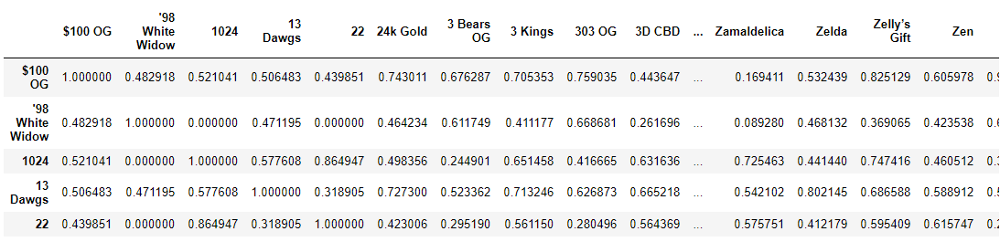 $100 OG '98 White Widow 1024 13 Dawgs 22 24k Gold 3 Bears OG 3 Kings 303 OG 3D CBD ... Zamaldelica Zelda Zelly’s Gift Zen
$100 OG 1.000000 0.482918 0.521041 0.506483 0.439851 0.743011 0.676287 0.705353 0.759035 0.443647 ... 0.169411 0.532439 0.825129 0.605978
'98 White Widow 0.482918 1.000000 0.000000 0.471195 0.000000 0.464234 0.611749 0.411177 0.668681 0.261696 ... 0.089280 0.468132 0.369065 0.423538
1024 0.521041 0.000000 1.000000 0.577608 0.864947 0.498356 0.244901 0.651458 0.416665 0.631636 ... 0.725463 0.441440 0.747416 0.460512
13 Dawgs 0.506483 0.471195 0.577608 1.000000 0.318905 0.727300 0.523362 0.713246 0.626873 0.665218 ... 0.542102 0.802145 0.686588 0.588912
22 0.439851 0.000000 0.864947 0.318905 1.000000 0.423006 0.295190 0.561150 0.280496 0.564369 ... 0.575751 0.412179 0.595409 0.615747